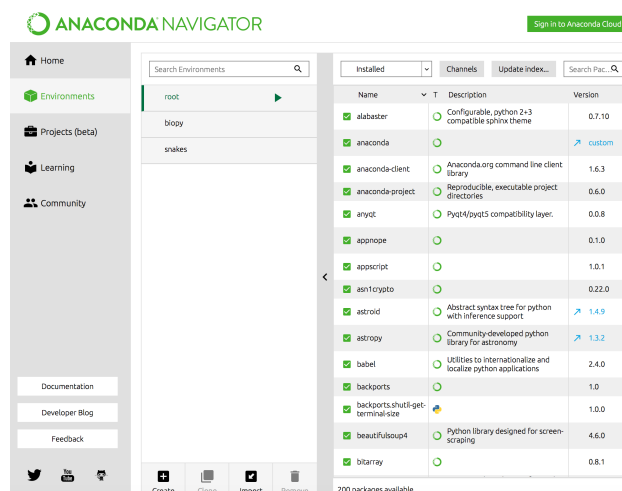 ANACONDA NAVIGATOR
Sign in to Anaconda Cloud
Home
Environments
Projects (beta)
Learning
Community
Documentation
Developer Blog
Feedback
You
Tube
Search Environments
root
biopy
snakes
Create
Clone
Import
Remove
Installed
Channels
Update index...
Search Pac...
Name T Description Version
alabaster Configurable, python 2+3 0.7.10
compatible sphinx theme
anaconda custom
anaconda-client Anaconda.org command line client 1.6.3
library
anaconda-project Reproducible, executable project 0.6.0
directories
anyqt Pyqt4/pyqt5 compatibility layer. 0.0.8
appnope 0.1.0
appscript 1.0.1
asn1crypto 0.22.0
astroid Abstract syntax tree for python 1.4.9
with inference support
astropy Community-developed python 1.3.2
library for astronomy
babel Utilities to internationalize and 2.4.0
localize python applications
backports 1.0
backports.shutil-get- 1.0.0
terminal-size
beautifulsoup4 Python library designed for screen- 4.6.0
scraping
bitarray 0.8.1
200 packages available